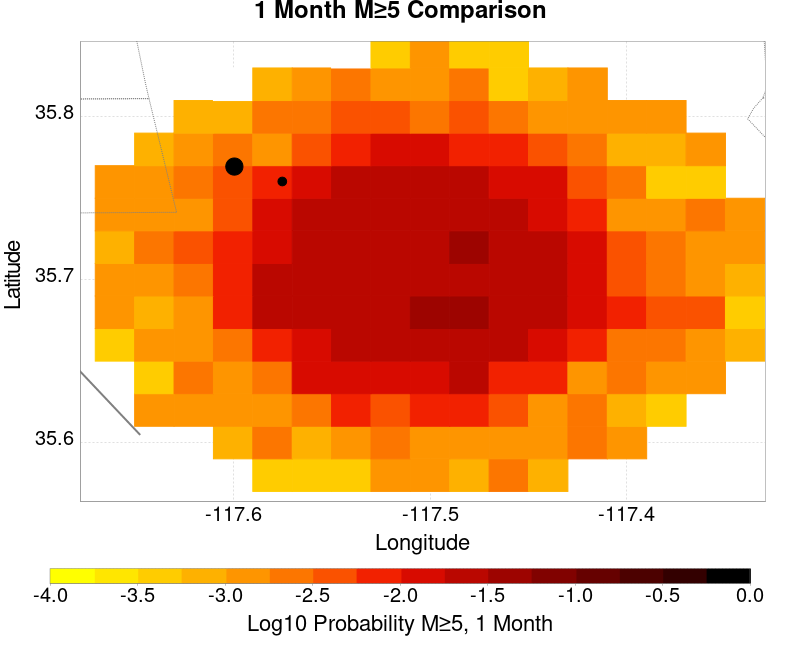 1 Month M≥5 Comparison
35.8
35.7
35.6
Latitude
-117.6 -117.5 -117.4
Longitude
-4.0 -3.5 -3.0 -2.5 -2.0 -1.5 -1.0 -0.5 0.0
Log10 Probability M≥5, 1 Month